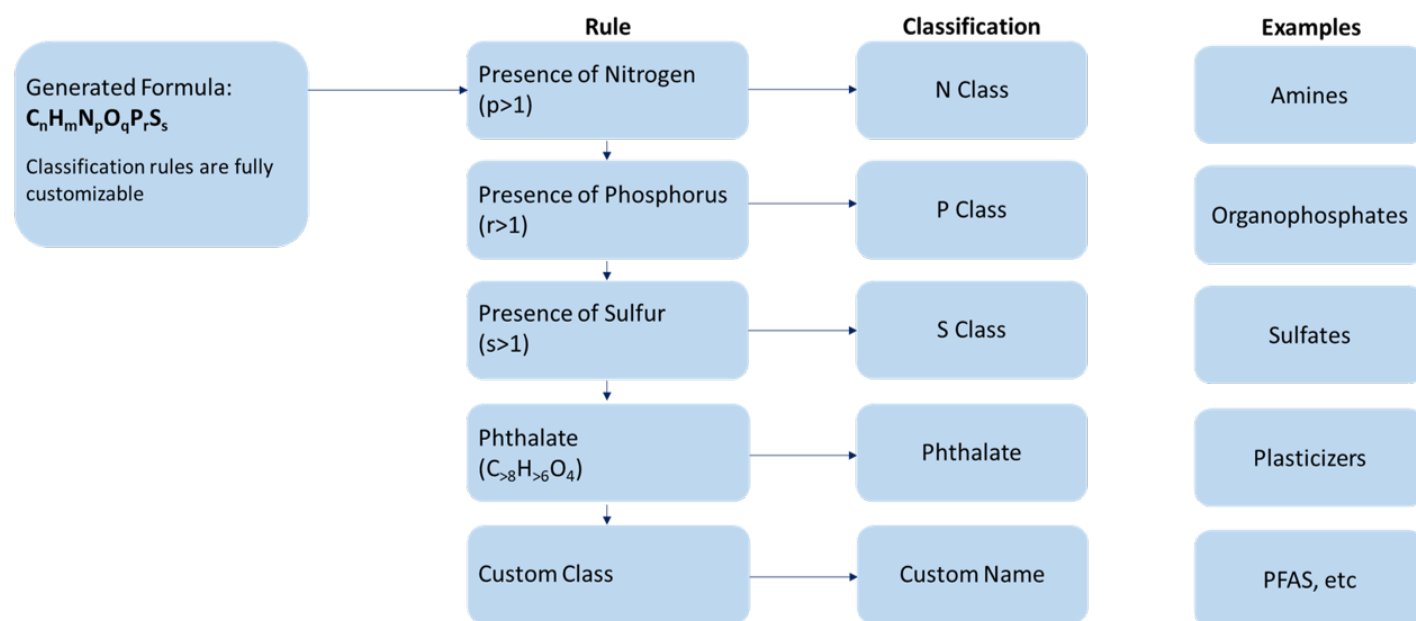 Rule
Classification
Examples
Generated Formula:
CₙHₘNₚO_qPᵣSₛ
Classification rules are fully
customizable
Presence of Nitrogen
(p>1)
N Class
Amines
Presence of Phosphorus
(r>1)
P Class
Organophosphates
Presence of Sulfur
(s>1)
S Class
Sulfates
Phthalate
(C>8H>6O4)
Phthalate
Plasticizers
Custom Class
Custom Name
PFAS, etc